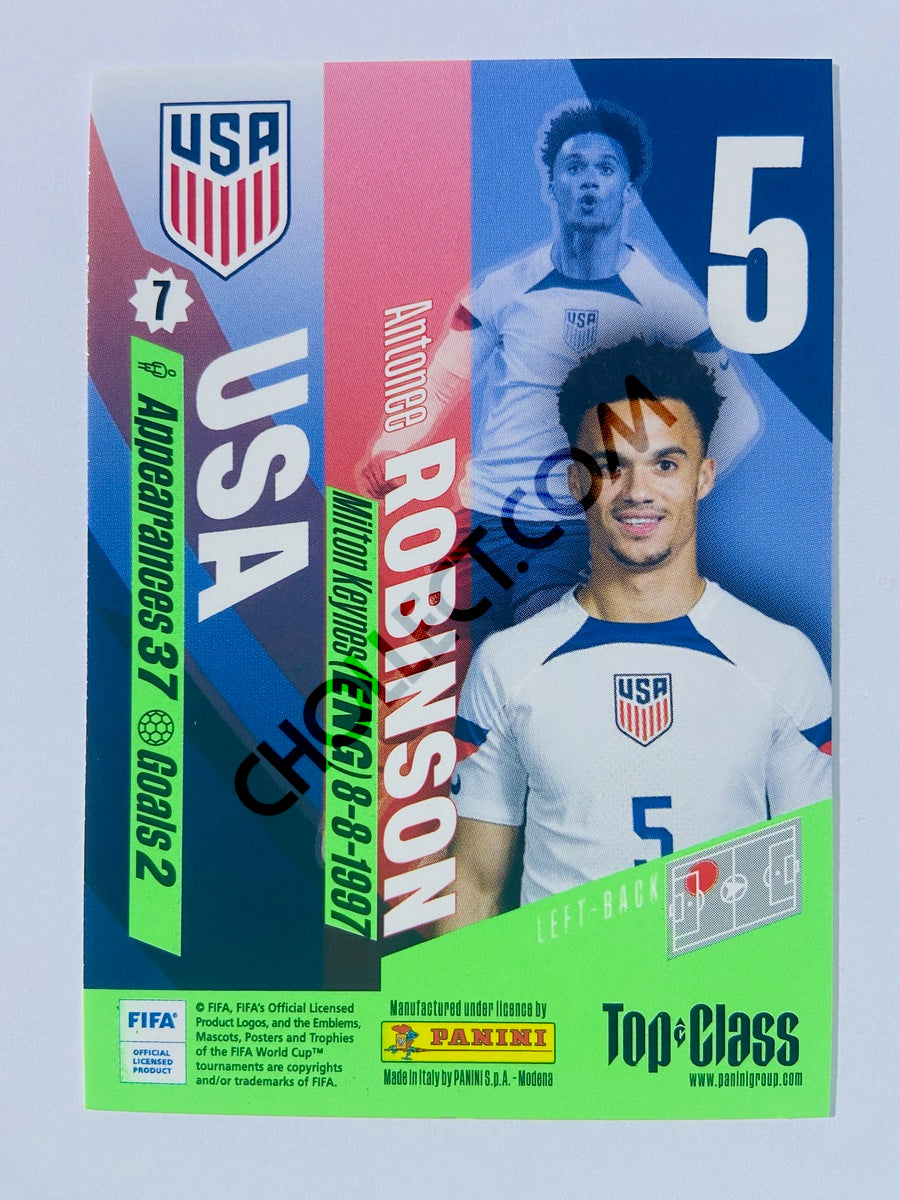 USA
7
USA
Appearances 37 Goals 2
5
Antonee
ROBINSON
Milton Keynes (ENG) 8-8-1997
USA
USA
5
LEFT-BACK
CHOLLECT.COM
FIFA®
OFFICIAL
LICENSED
PRODUCT
© FIFA, FIFA's Official Licensed
Product Logos, and the Emblems,
Mascots, Posters and Trophies
of the FIFA World Cup™
tournaments are copyrights
and/or trademarks of FIFA.
Manufactured under licence by
PANINI
Made in Italy by PANINI S.p.A. - Modena
Top Class
www.paninigroup.com